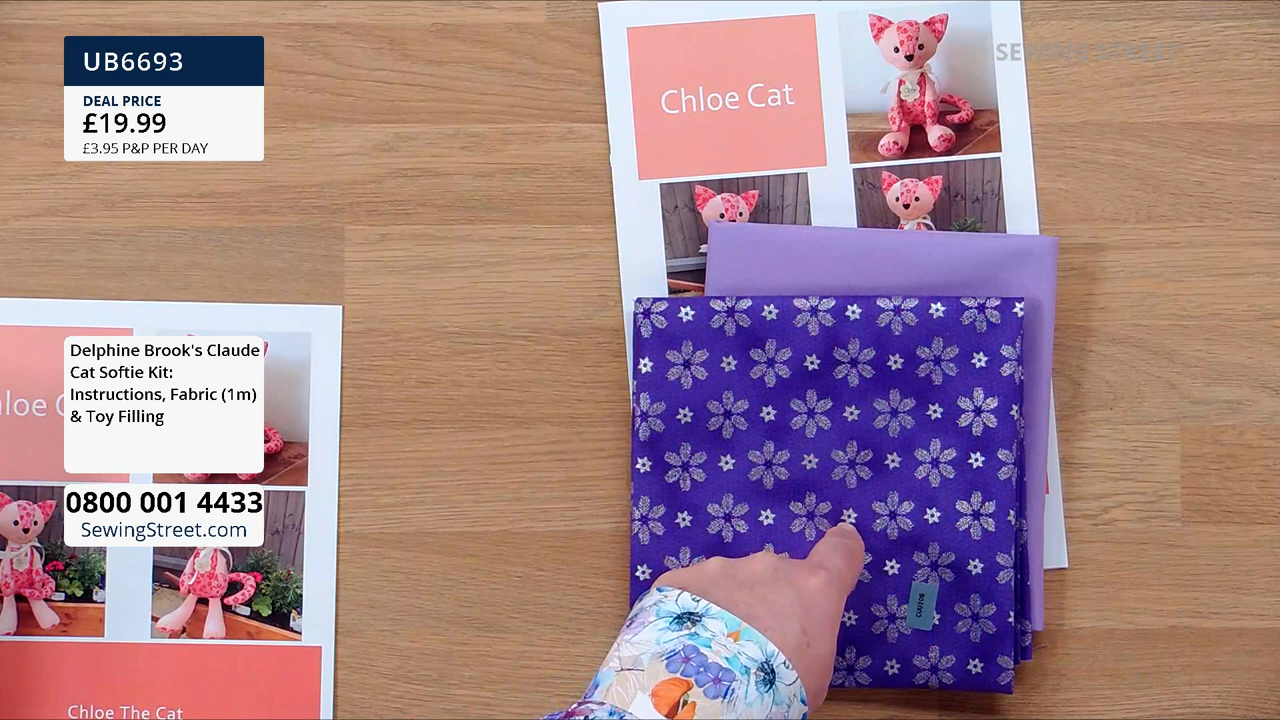 UB6693
DEAL PRICE
£19.99
£3.95 P&P PER DAY
SEWING STREET
Chloe Cat
Delphine Brook's Claude
Cat Softie Kit:
Instructions, Fabric (1m)
& Toy Filling
0800 001 4433
SewingStreet.com
Chloe The Cat